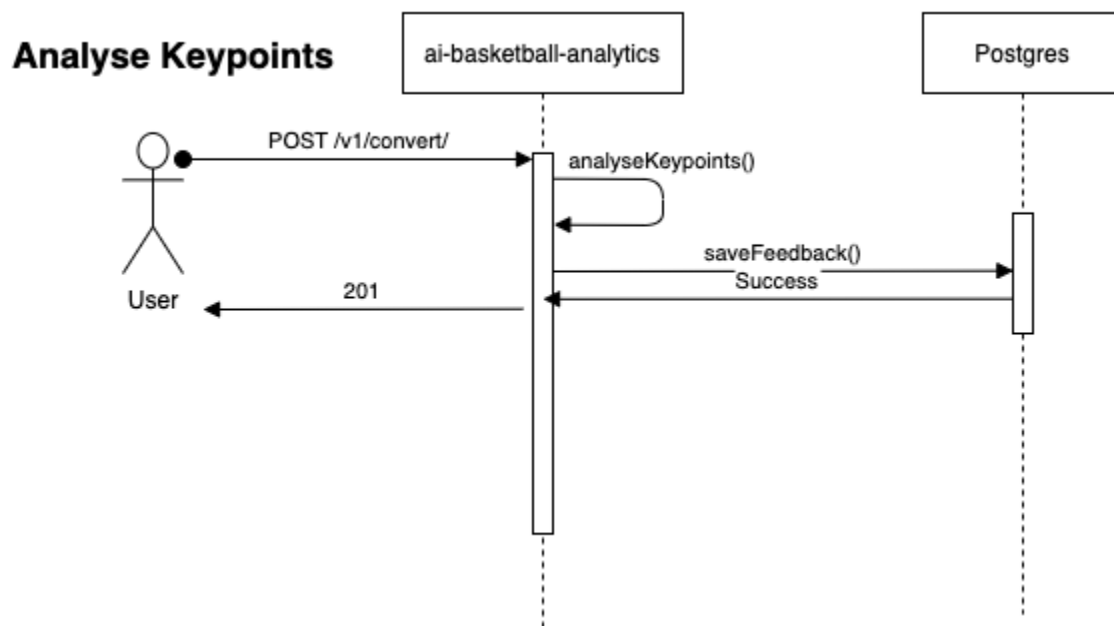 Analyse Keypoints
ai-basketball-analytics
Postgres
POST /v1/convert/
analyseKeypoints()
saveFeedback()
Success
201
User